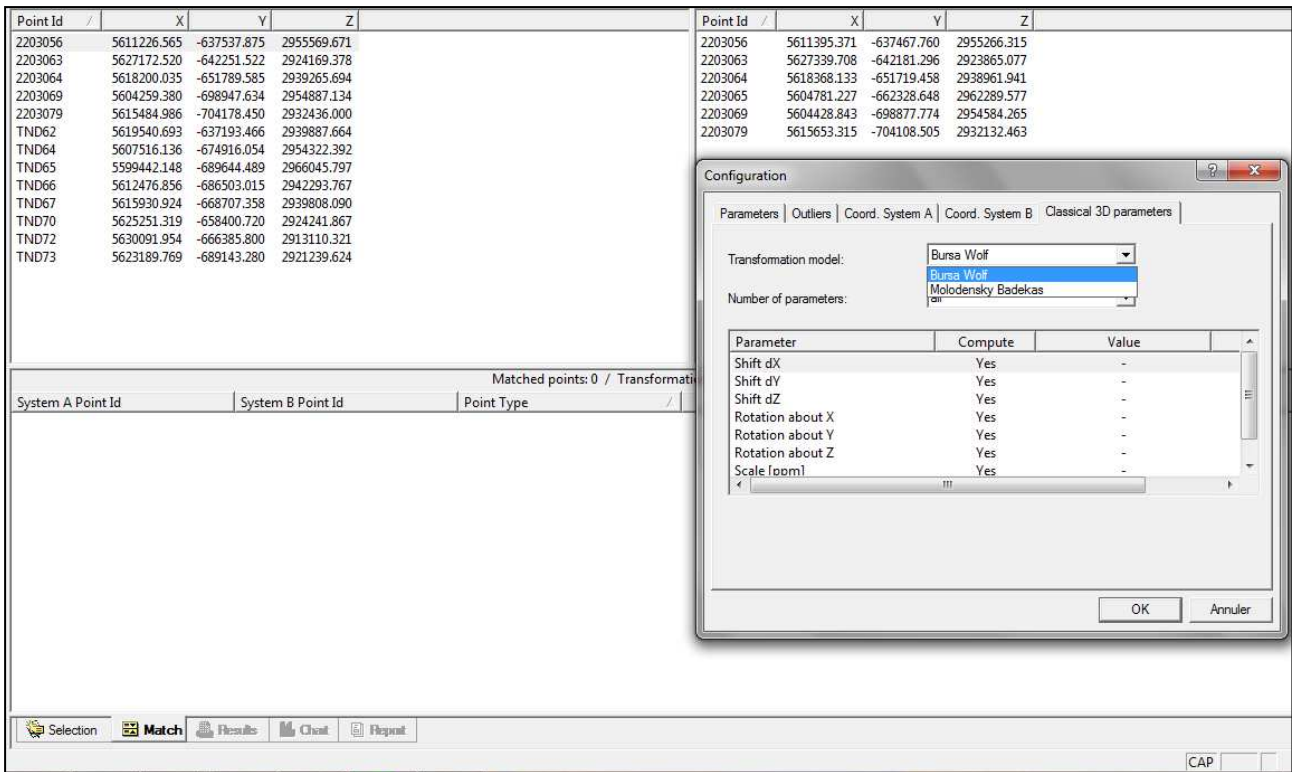 Point Id X Y Z
2203056 5611226.565 -637537.875 2955569.671
2203063 5627172.520 -642251.522 2924169.378
2203064 5618200.035 -651789.585 2939265.694
2203069 5604259.380 -698947.634 2954887.134
2203079 5615484.986 -704178.450 2932436.000
TND62 5619540.693 -637193.466 2939887.664
TND64 5607516.136 -674916.054 2954322.392
TND65 5599442.148 -689644.489 2966045.797
TND66 5612476.856 -686503.015 2942293.767
TND67 5615930.924 -668707.358 2939808.090
TND70 5625251.319 -658400.720 2924241.867
TND72 5630091.954 -666385.800 2913110.321
TND73 5623189.769 -689143.280 2921239.624
Point Id X Y Z
2203056 5611395.371 -637467.760 2955266.315
2203063 5627339.708 -642181.296 2923865.077
2203064 5618368.133 -651719.458 2938961.941
2203065 5604781.227 -662328.648 2962289.577
2203069 5604428.843 -698877.774 2954584.265
2203079 5615653.315 -704108.505 2932132.463
Configuration
Parameters Outliers Coord. System A Coord. System B Classical 3D parameters
Transformation model: Bursa Wolf
Bursa Wolf
Molodensky Badekas
Number of parameters: all
Parameter Compute Value
Shift dX Yes -
Shift dY Yes -
Shift dZ Yes -
Rotation about X Yes -
Rotation about Y Yes -
Rotation about Z Yes -
Scale [ppm] Yes -
OK Annuler
Matched points: 0 / Transformati
System A Point Id System B Point Id Point Type
Selection Match Results Chart Report
CAP